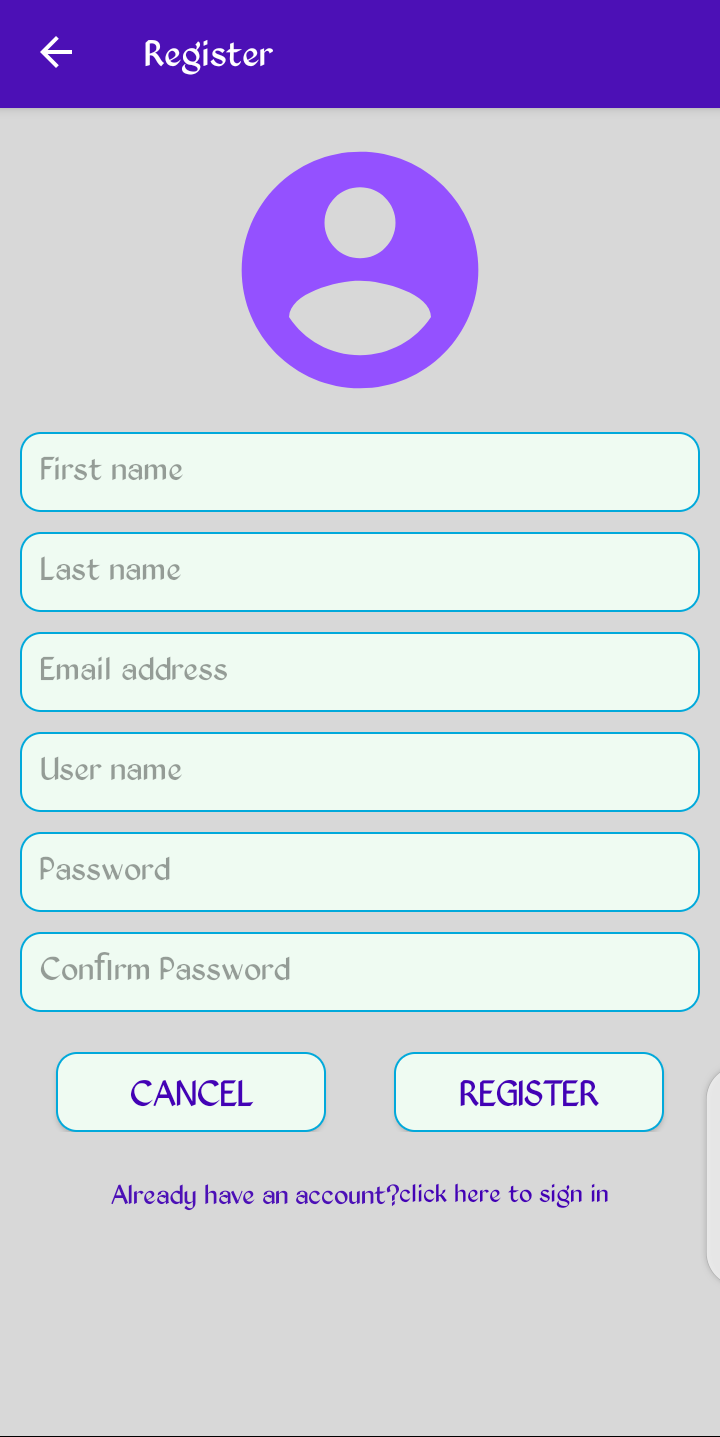 Register
First name
Last name
Email address
User name
Password
Confirm Password
CANCEL REGISTER
Already have an account?click here to sign in